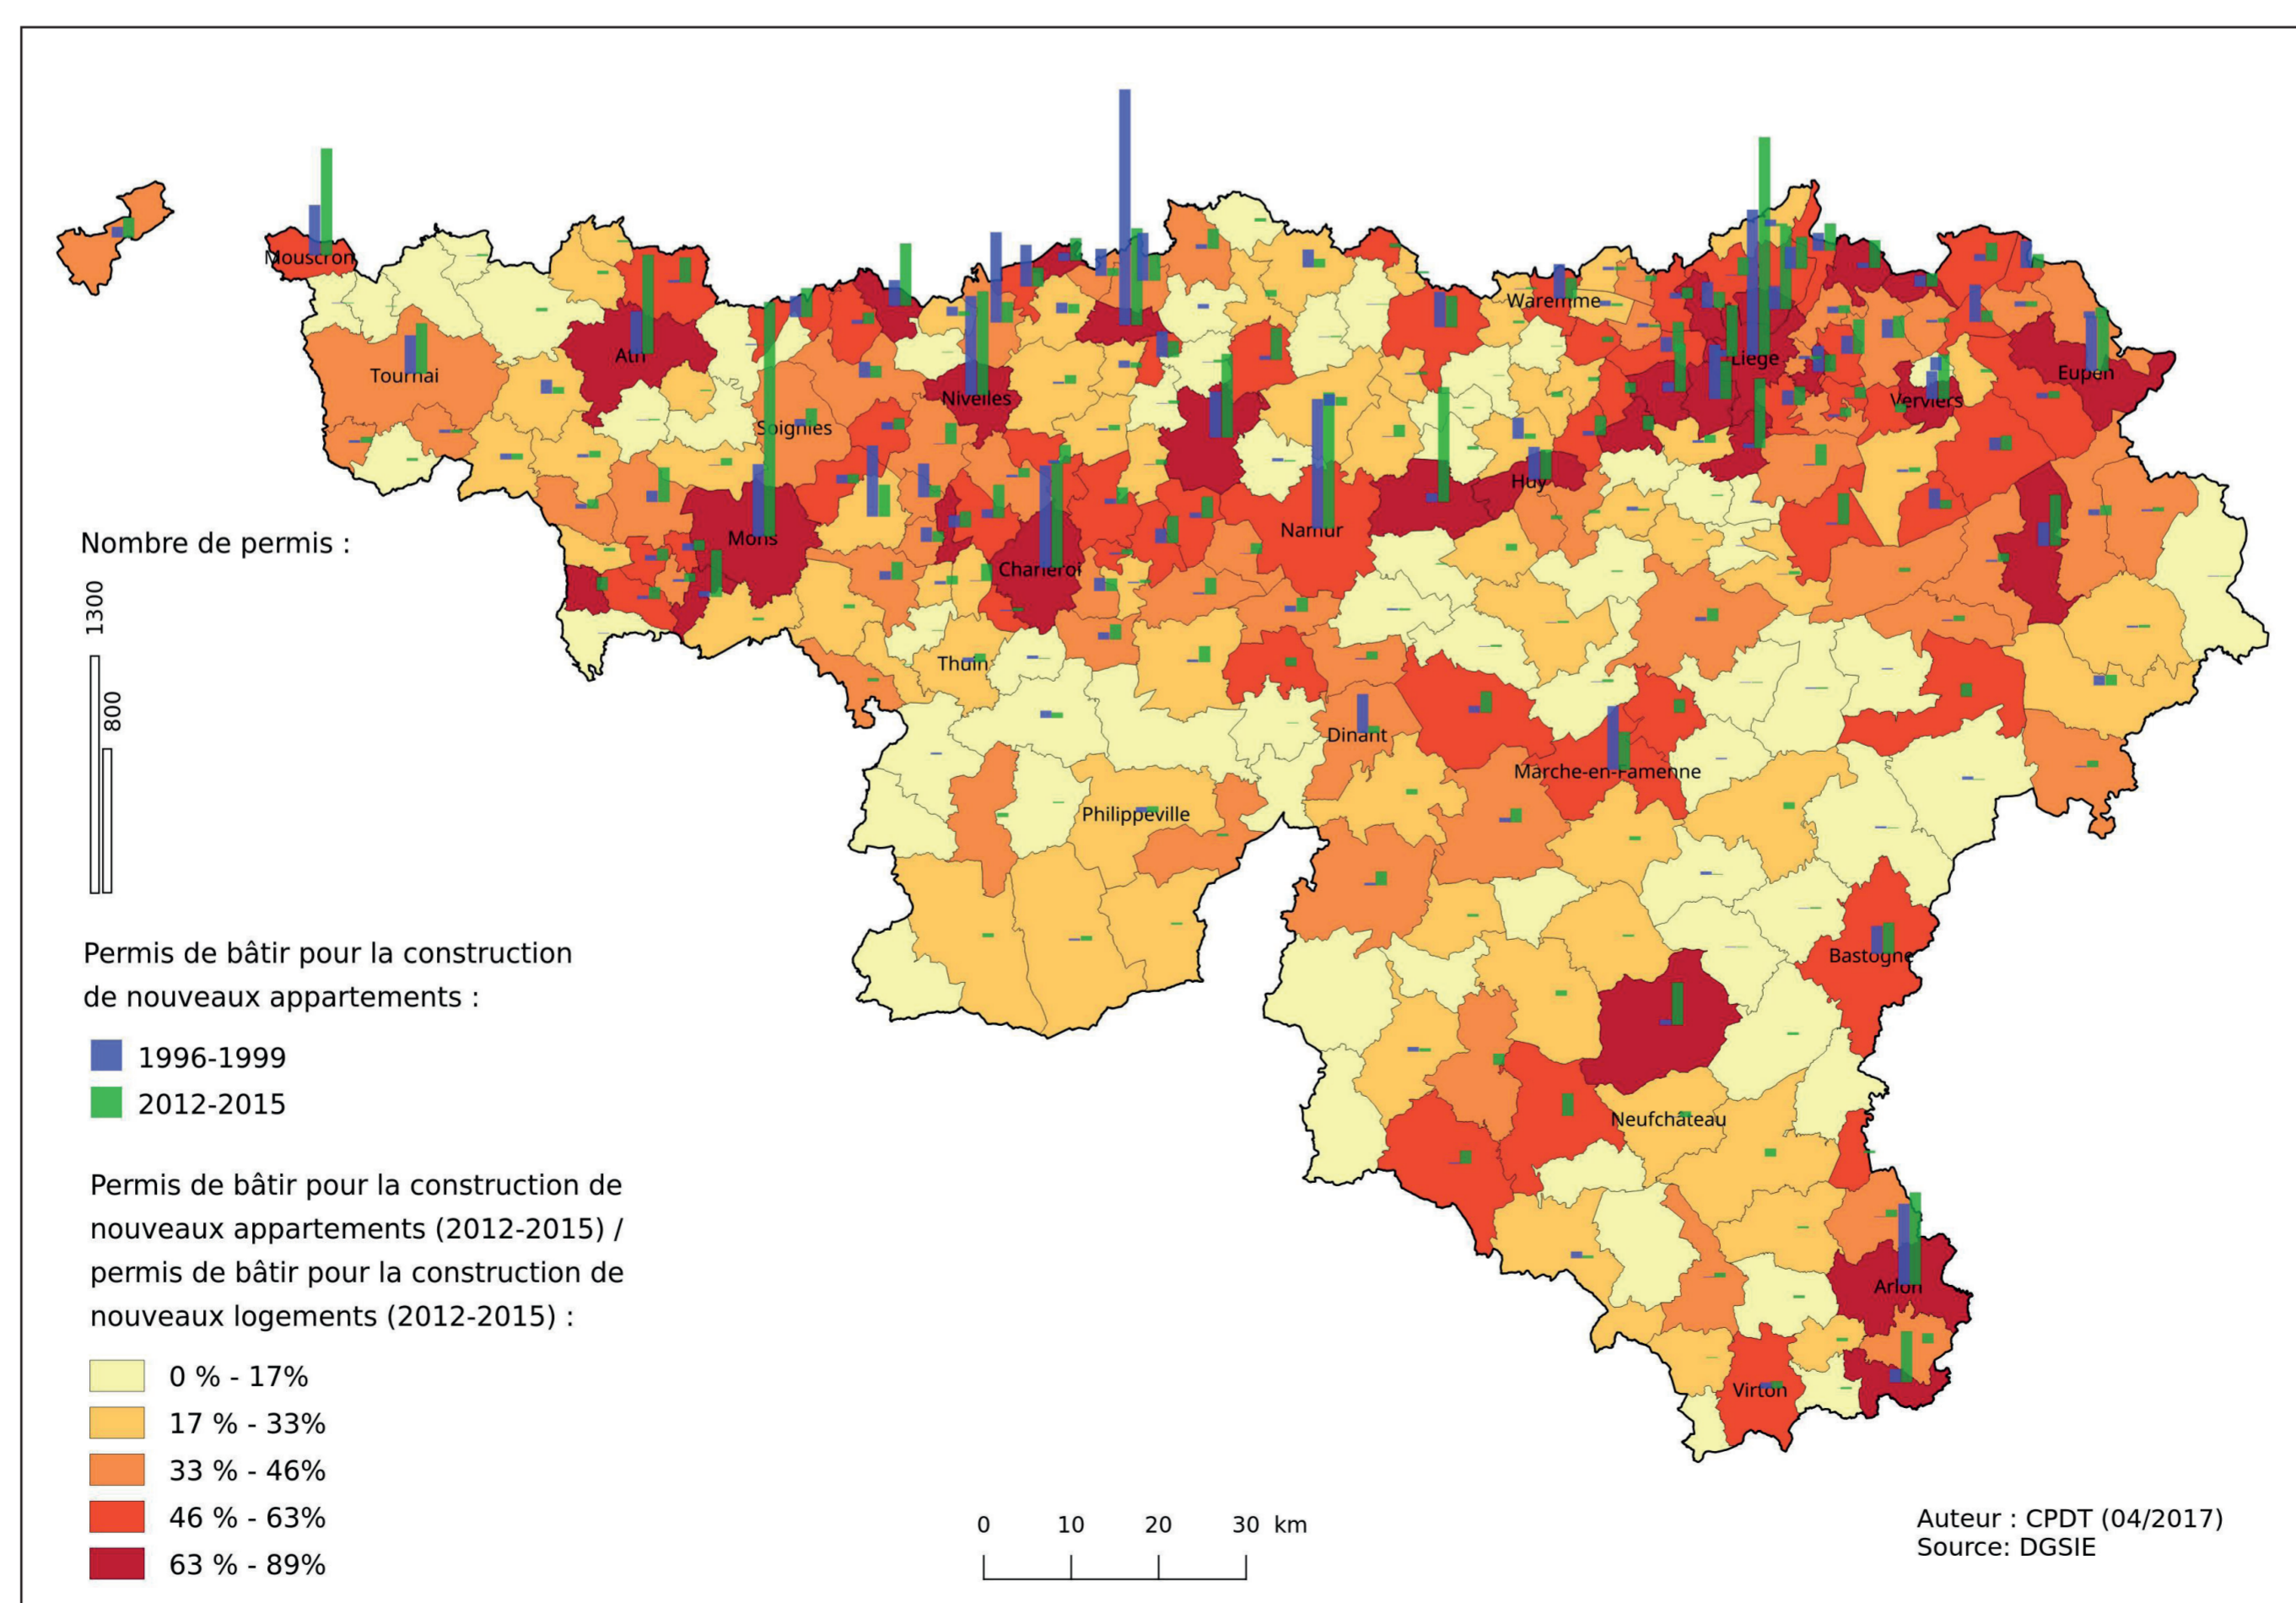 Mouscron
Waremme
Ath
Liège
Tournai
Eupen
Nivelles
Verviers
Soignies
Huy
Mons
Namur
Charleroi
Thuin
Dinant
Marche-en-Famenne
Philippeville
Bastogne
Neufchâteau
Arlon
Virton
Nombre de permis :
1300
800
Permis de bâtir pour la construction
de nouveaux appartements :
1996-1999
2012-2015
Permis de bâtir pour la construction de
nouveaux appartements (2012-2015) /
permis de bâtir pour la construction de
nouveaux logements (2012-2015) :
0 % - 17%
17 % - 33%
33 % - 46%
46 % - 63%
63 % - 89%
0 10 20 30 km
Auteur : CPDT (04/2017)
Source: DGSIE